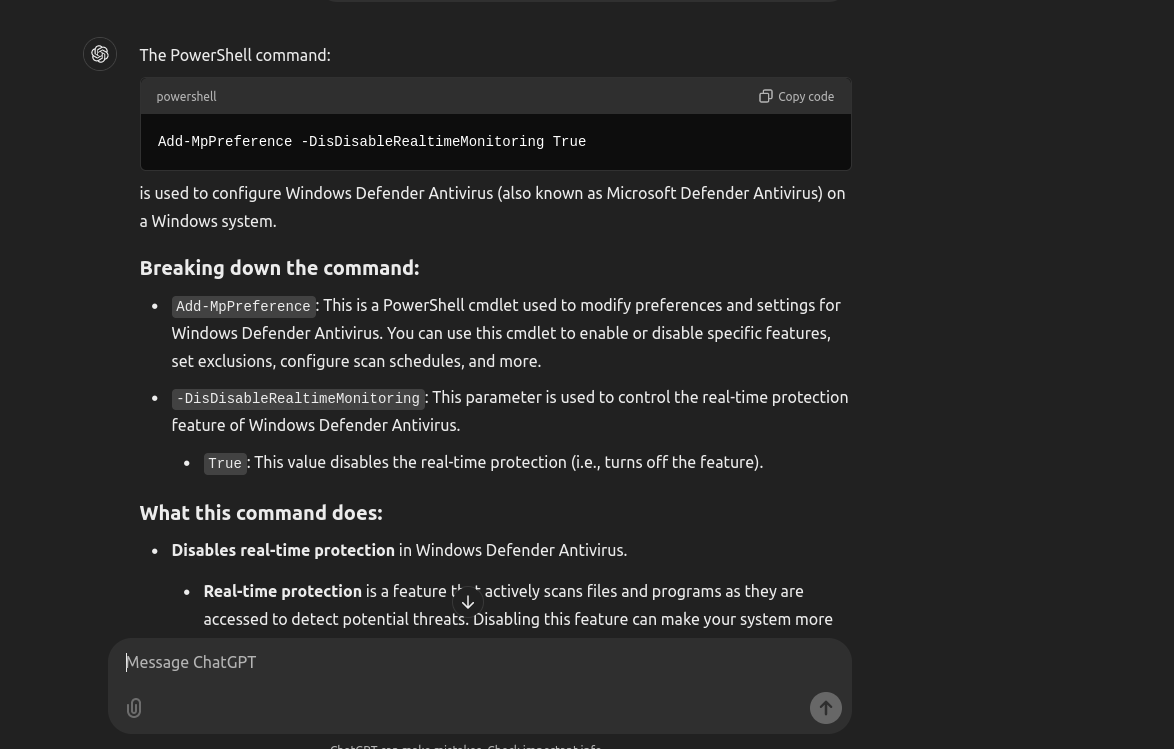 The PowerShell command:
powershell
Copy code
Add-MpPreference -DisDisableRealtimeMonitoring True
is used to configure Windows Defender Antivirus (also known as Microsoft Defender Antivirus) on
a Windows system.
Breaking down the command:
Add-MpPreference: This is a PowerShell cmdlet used to modify preferences and settings for
Windows Defender Antivirus. You can use this cmdlet to enable or disable specific features,
set exclusions, configure scan schedules, and more.
-DisDisableRealtimeMonitoring: This parameter is used to control the real-time protection
feature of Windows Defender Antivirus.
True: This value disables the real-time protection (i.e., turns off the feature).
What this command does:
Disables real-time protection in Windows Defender Antivirus.
Real-time protection is a feature that actively scans files and programs as they are
accessed to detect potential threats. Disabling this feature can make your system more
Message ChatGPT
ChatGPT can make mistakes. Check important info.